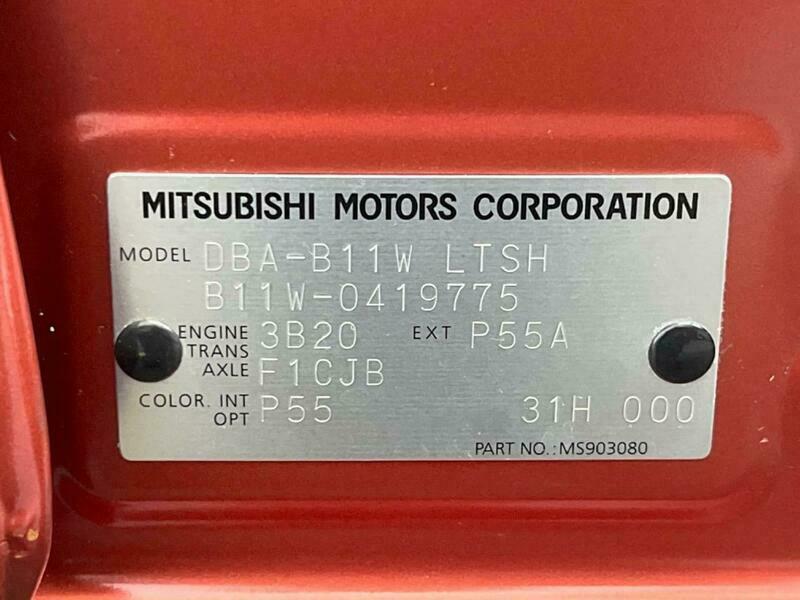 MITSUBISHI MOTORS CORPORATION
MODEL DBA-B11W LTSH
B11W-0419775
ENGINE 3B20 EXT P55A
TRANS
AXLE F1CJB
COLOR. INT
OPT P55 31H 000
PART NO.:MS903080